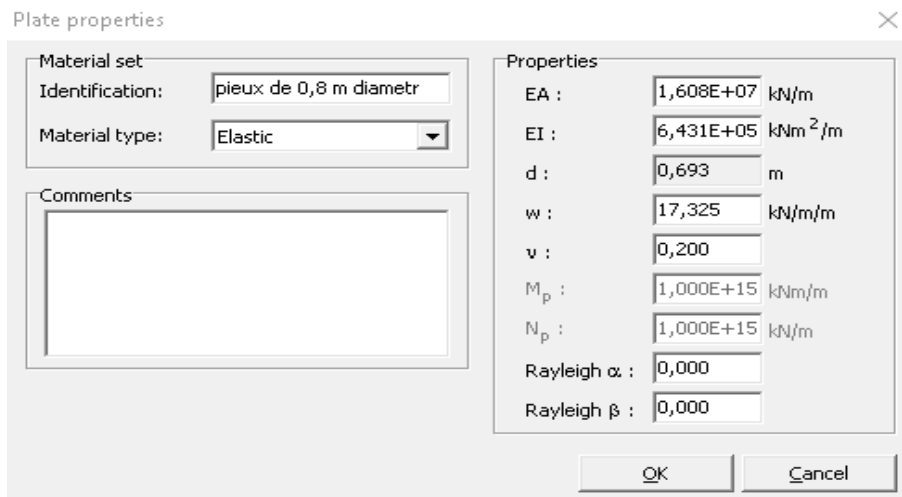 Plate properties
Material set
Identification: pieux de 0,8 m diametr
Material type: Elastic
Comments
Properties
EA : 1,608E+07 kN/m
EI : 6,431E+05 kNm²/m
d : 0,693 m
w : 17,325 kN/m/m
ν : 0,200
Mp : 1,000E+15 kNm/m
Np : 1,000E+15 kN/m
Rayleigh α : 0,000
Rayleigh β : 0,000
OK Cancel